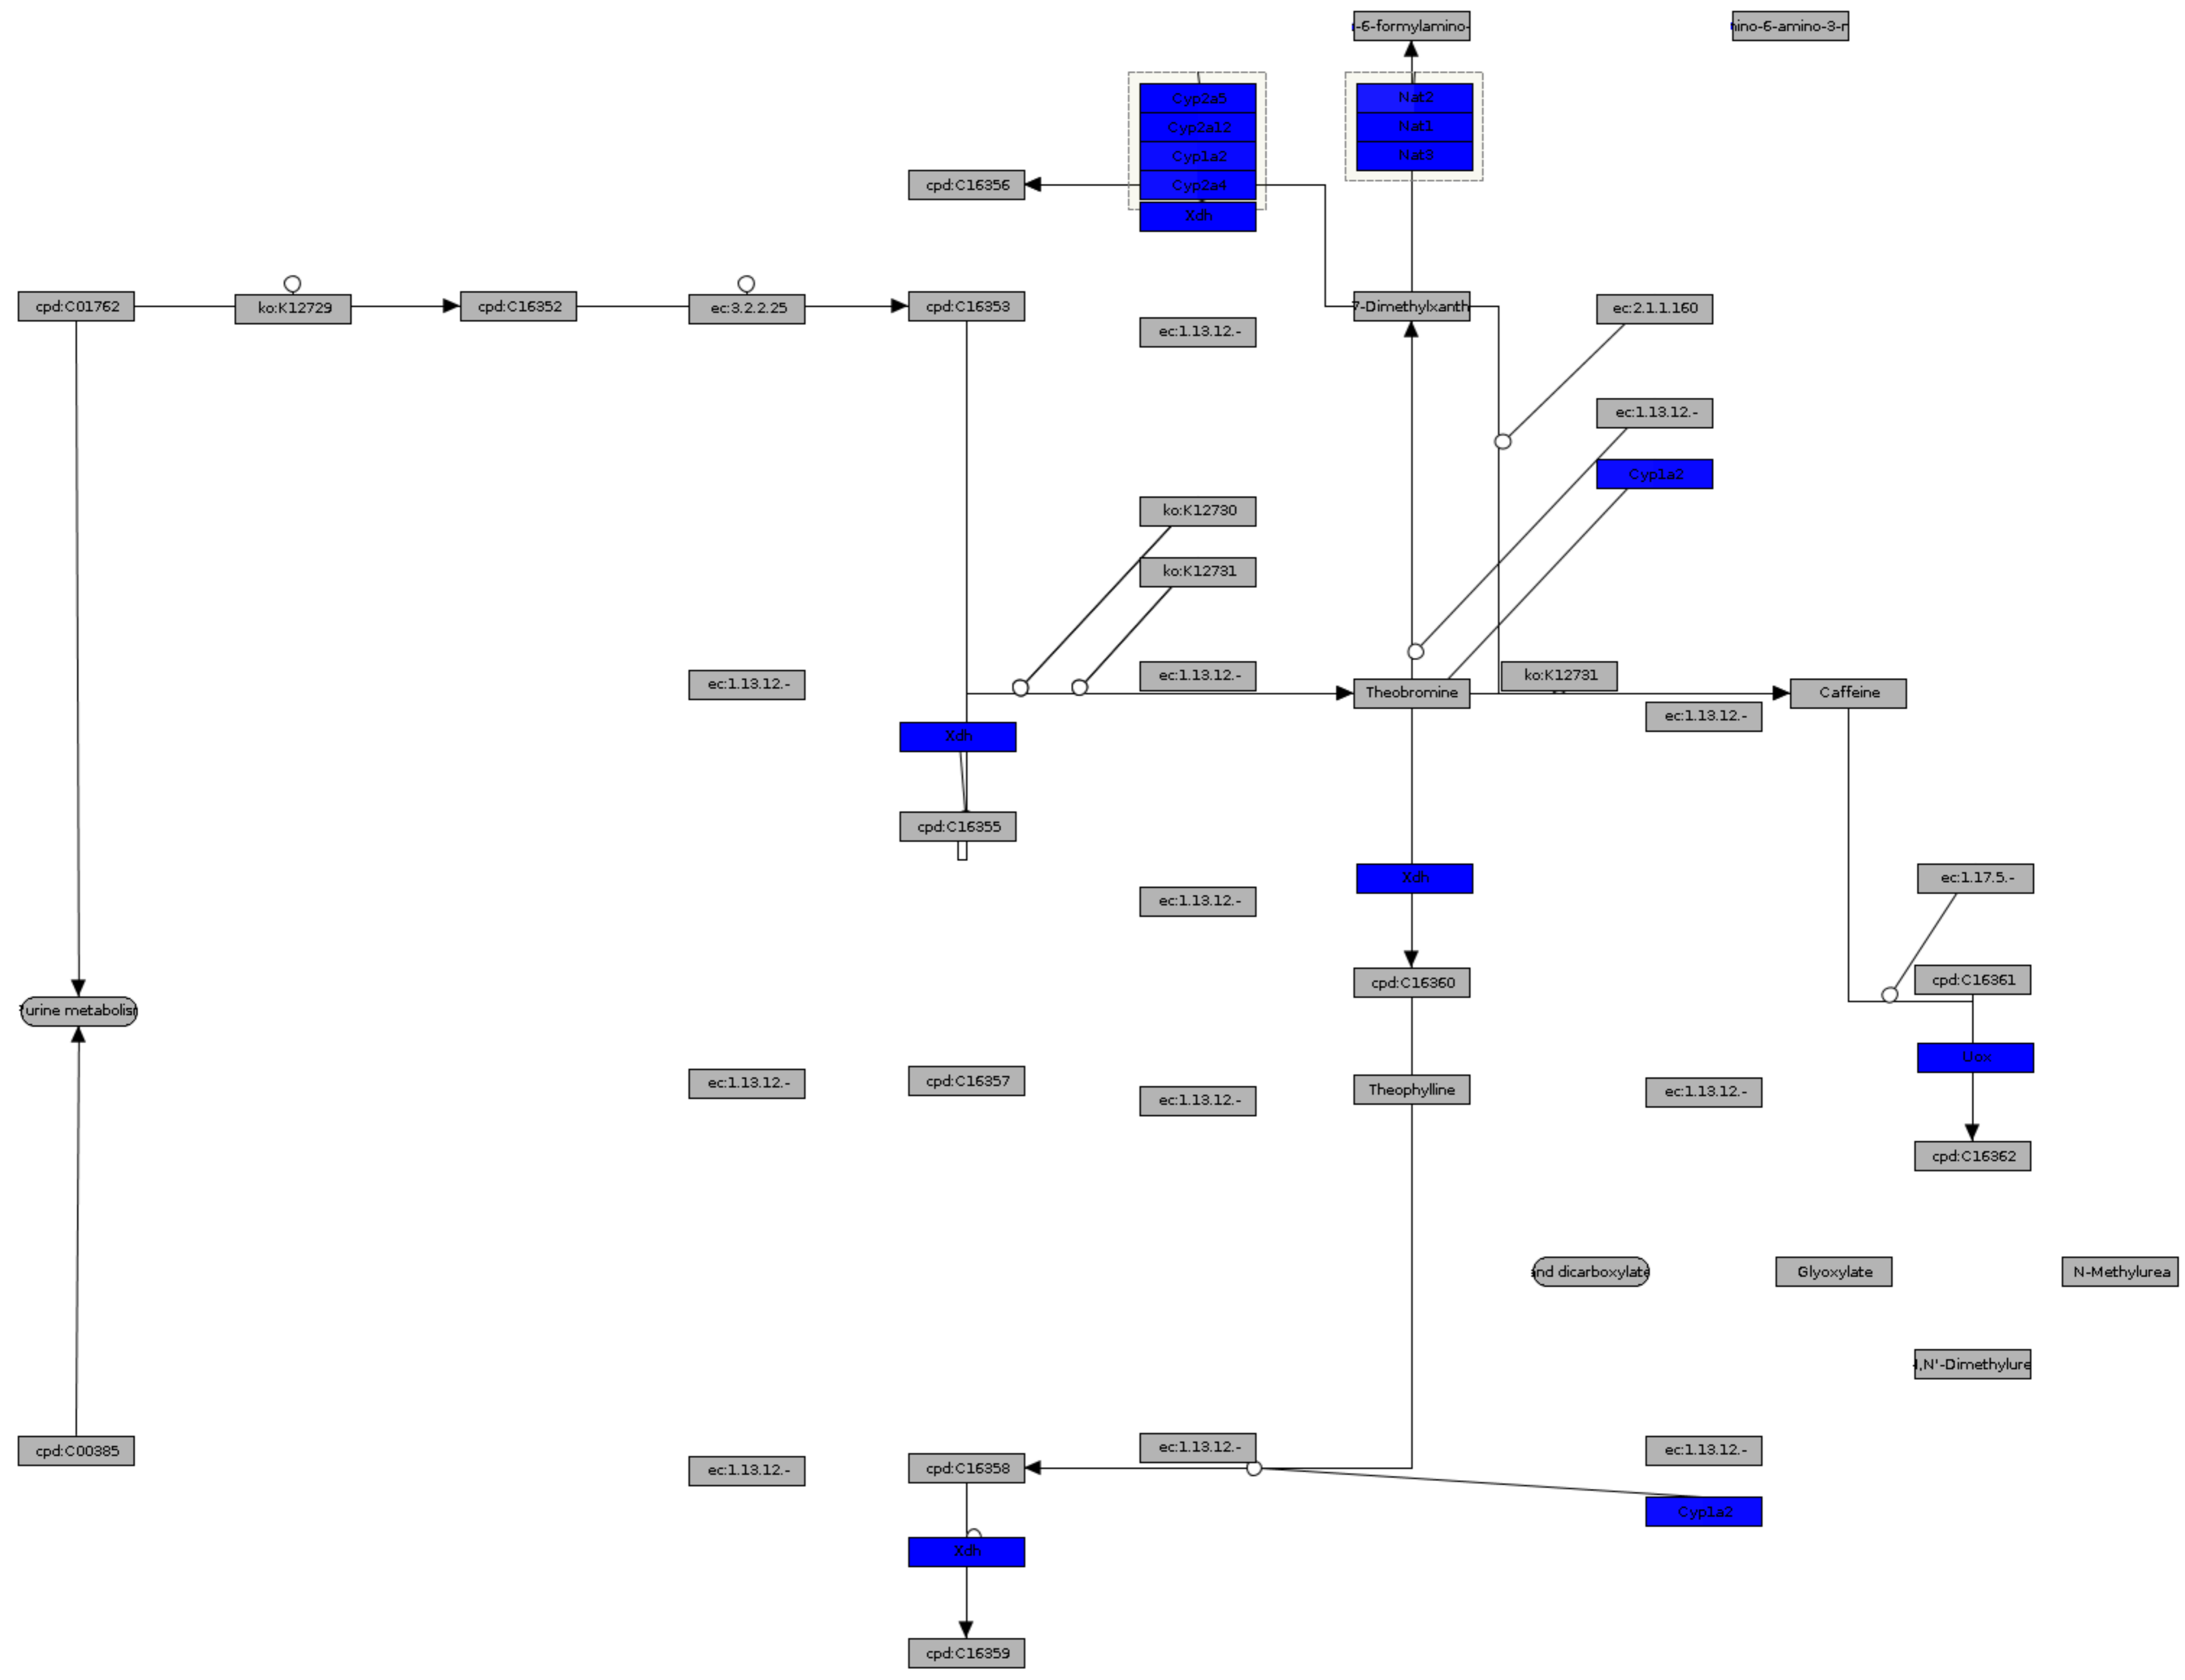 -6-formylamino-
ino-6-amino-3-
Cyp2a5
Nat2
Cyp2a12
Nat1
Cyp1a2
Nat3
cpd:C16356
Cyp2a4
Xdh
cpd:C01762
ko:K12729
cpd:C16352
ec:3.2.2.25
cpd:C16353
7-Dimethylxanth
ec:2.1.1.160
ec:1.13.12.-
ec:1.13.12.-
Cyp1a2
ko:K12730
ko:K12731
ec:1.13.12.-
ec:1.13.12.-
ko:K12731
Theobromine
Caffeine
ec:1.13.12.-
Xdh
cpd:C16355
Xdh
ec:1.17.5.-
ec:1.13.12.-
cpd:C16360
cpd:C16361
urine metabolis
Uox
ec:1.13.12.-
cpd:C16357
ec:1.13.12.-
Theophylline
ec:1.13.12.-
cpd:C16362
and dicarboxylate
Glyoxylate
N-Methylurea
,N'-Dimethylure
cpd:C00385
ec:1.13.12.-
ec:1.13.12.-
ec:1.13.12.-
cpd:C16358
Cyp1a2
Xdh
cpd:C16359